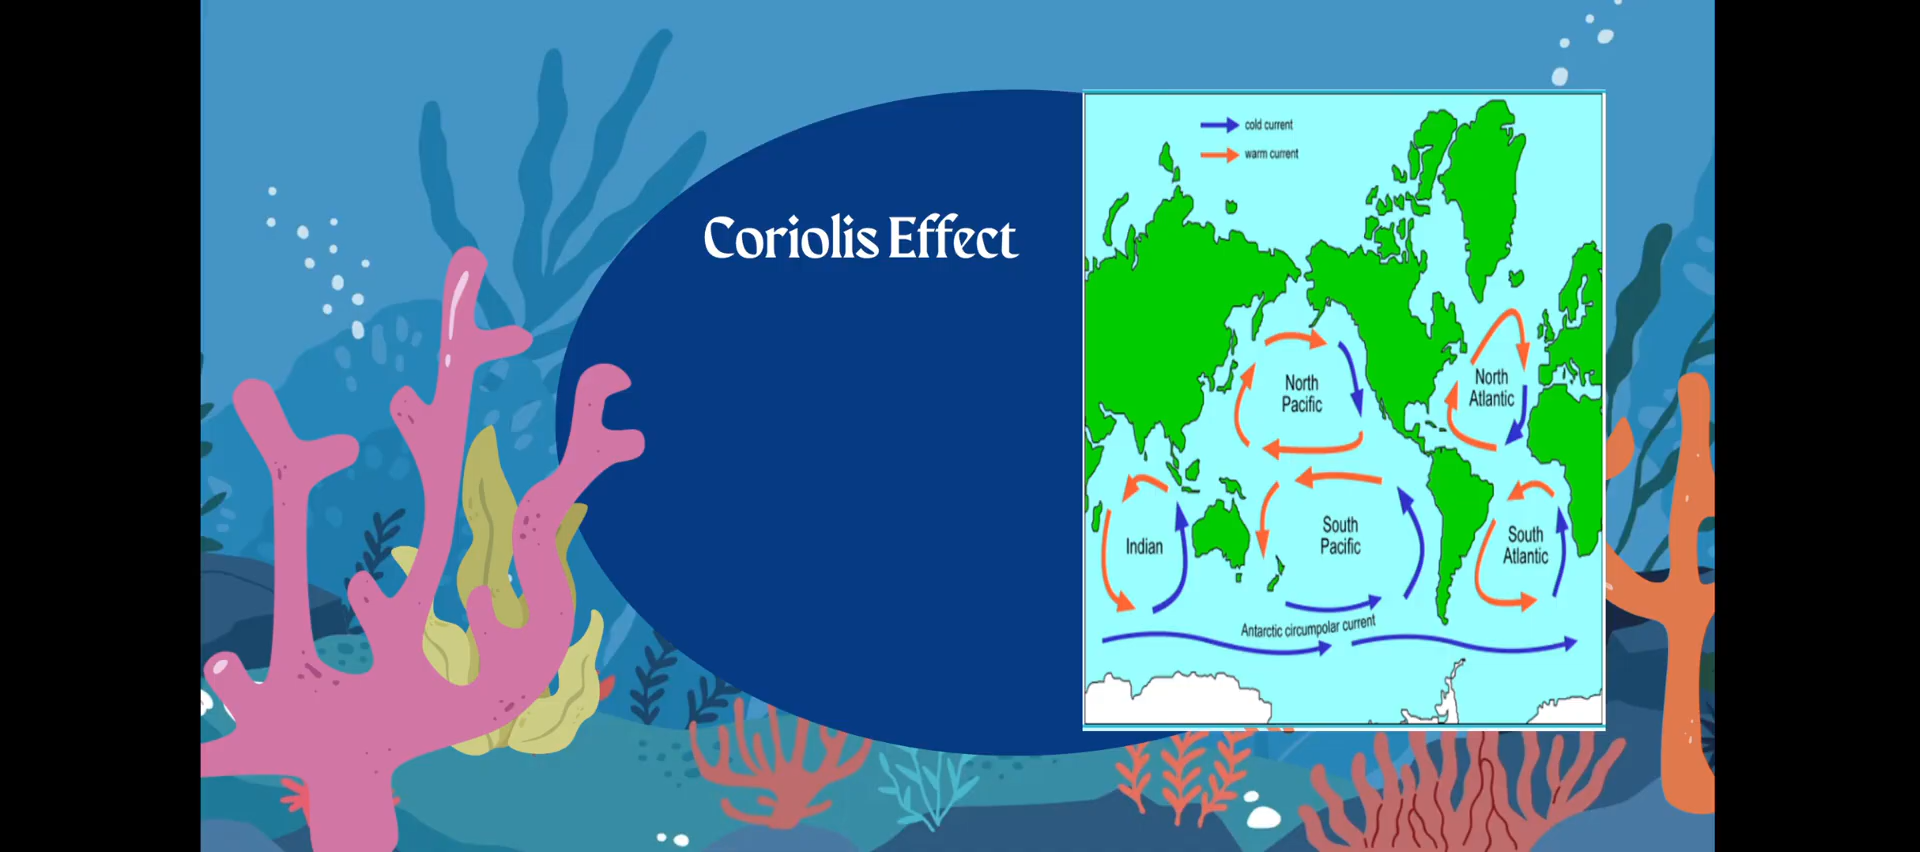 Coriolis Effect
cold current
warm current
North
Pacific
North
Atlantic
Indian
South
Pacific
South
Atlantic
Antarctic circumpolar current